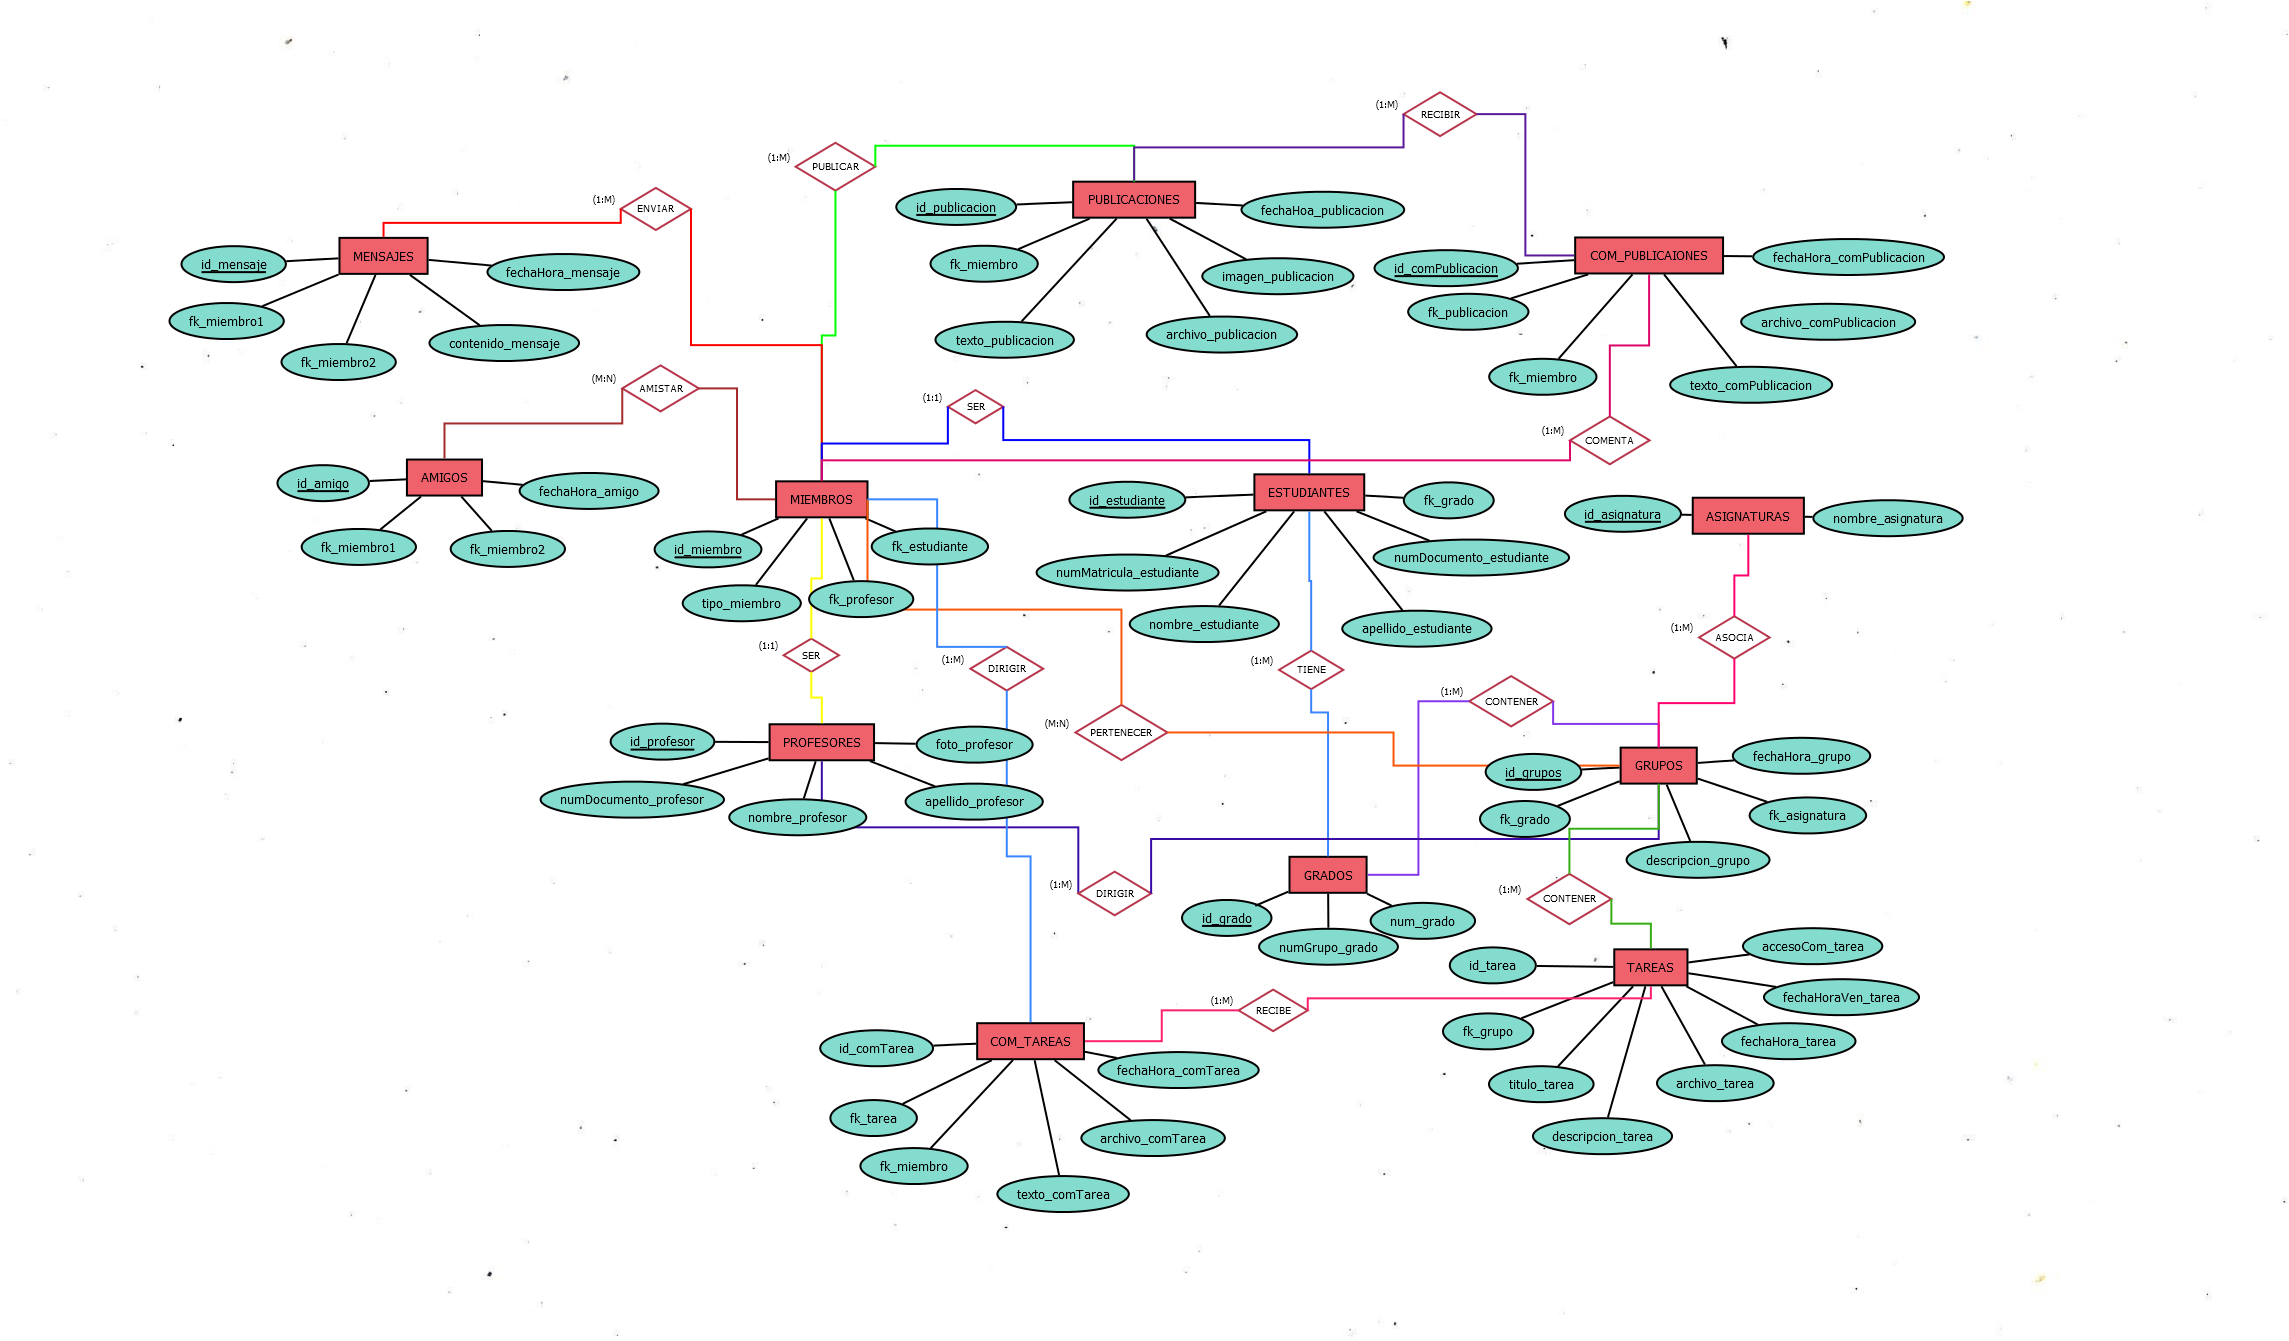 (1:M)
RECIBIR
(1:M)
PUBLICAR
(1:M)
ENVIAR
PUBLICACIONES
id_publicacion
fechaHoa_publicacion
fk_miembro
imagen_publicacion
texto_publicacion
archivo_publicacion
MENSAJES
id_mensaje
fechaHora_mensaje
fk_miembro1
fk_miembro2
contenido_mensaje
COM_PUBLICAIONES
id_comPublicacion
fechaHora_comPublicacion
fk_publicacion
archivo_comPublicacion
fk_miembro
texto_comPublicacion
(M:N)
AMISTAR
(1:1)
SER
(1:M)
COMENTA
AMIGOS
id_amigo
fechaHora_amigo
fk_miembro1
fk_miembro2
MIEMBROS
id_miembro
fk_estudiante
tipo_miembro
fk_profesor
ESTUDIANTES
id_estudiante
fk_grado
numMatricula_estudiante
numDocumento_estudiante
nombre_estudiante
apellido_estudiante
ASIGNATURAS
id_asignatura
nombre_asignatura
(1:1)
SER
(1:M)
DIRIGIR
(1:M)
TIENE
(1:M)
ASOCIA
(1:M)
CONTENER
(M:N)
PERTENECER
PROFESORES
id_profesor
foto_profesor
numDocumento_profesor
nombre_profesor
apellido_profesor
GRUPOS
id_grupos
fechaHora_grupo
fk_grado
fk_asignatura
descripcion_grupo
(1:M)
DIRIGIR
GRADOS
id_grado
num_grado
numGrupo_grado
(1:M)
CONTENER
TAREAS
id_tarea
accesoCom_tarea
fechaHoraVen_tarea
fk_grupo
fechaHora_tarea
titulo_tarea
archivo_tarea
descripcion_tarea
(1:M)
RECIBE
COM_TAREAS
id_comTarea
fechaHora_comTarea
fk_tarea
archivo_comTarea
fk_miembro
texto_comTarea